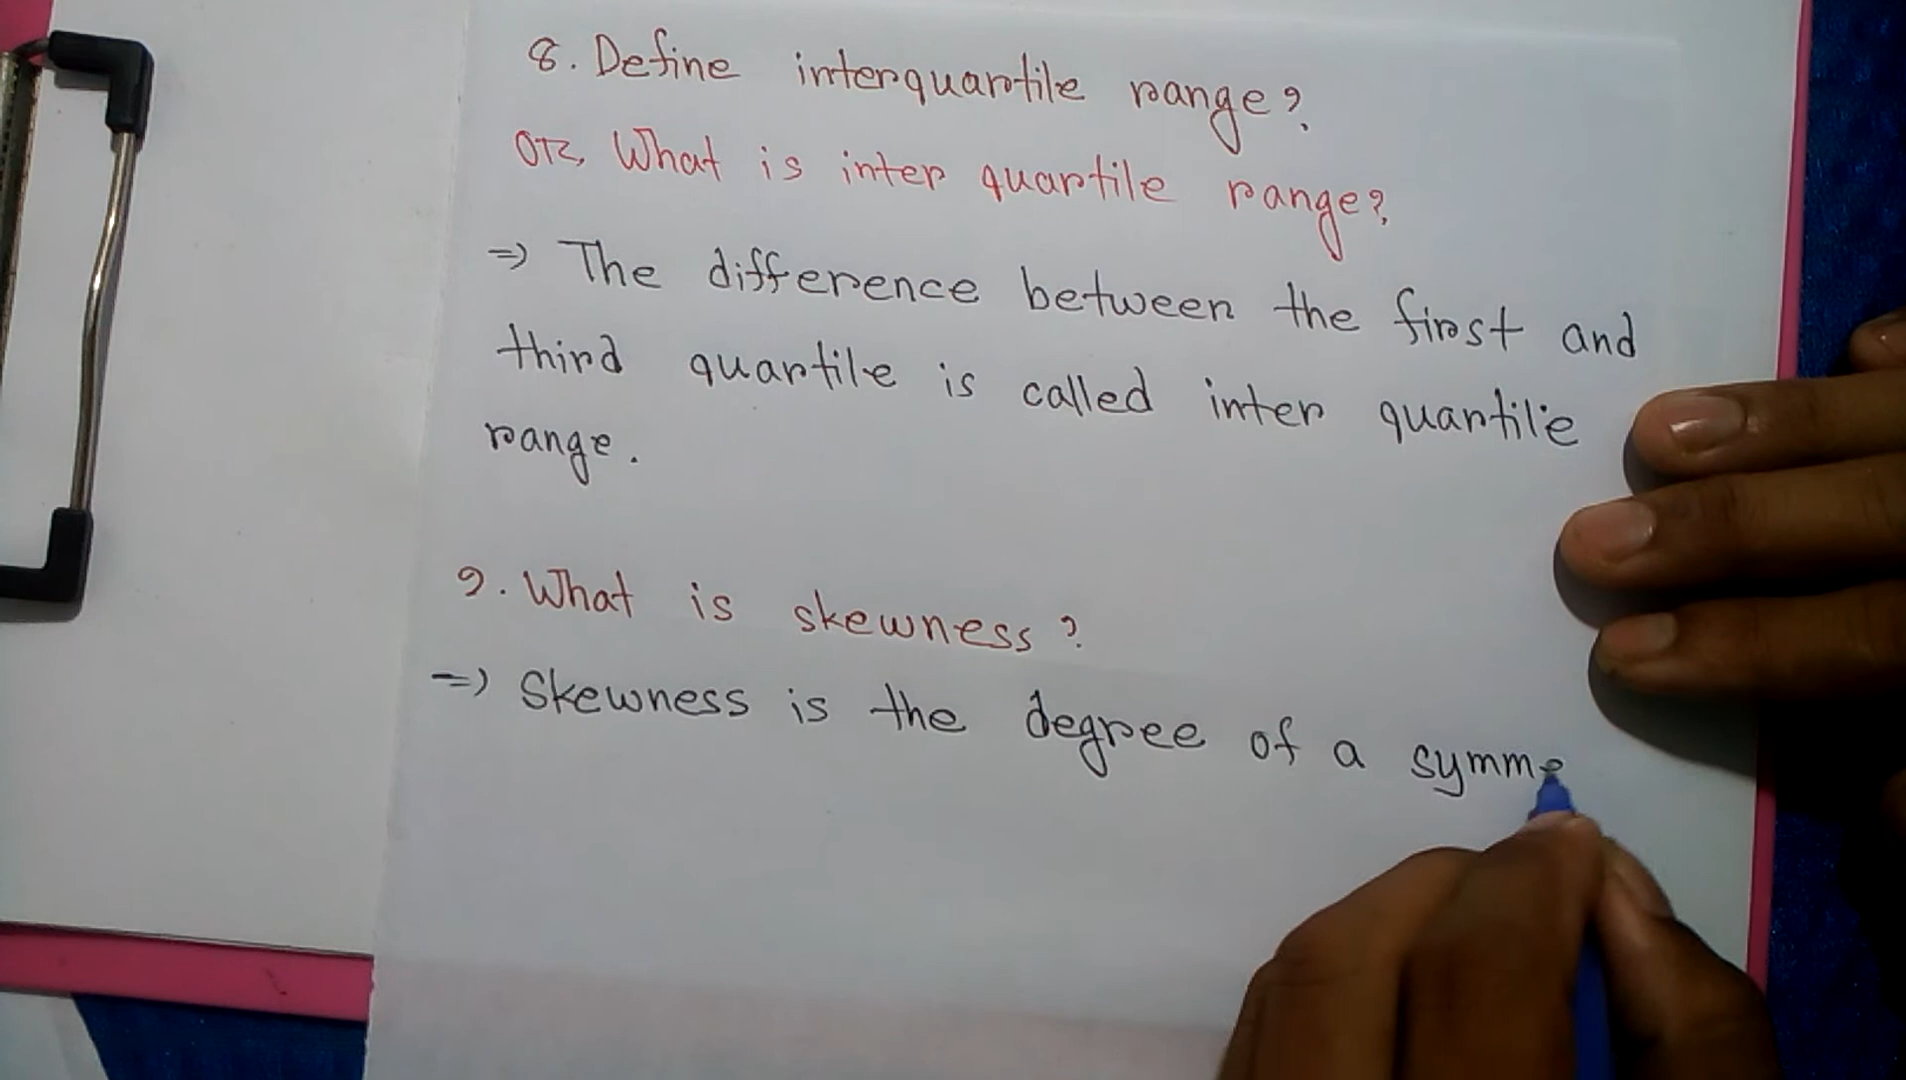 8. Define interquartile range?
OR, What is inter quartile range?
=> The difference between the first and
third quartile is called inter quartile
range.
9. What is skewness?
=> Skewness is the degree of a symme